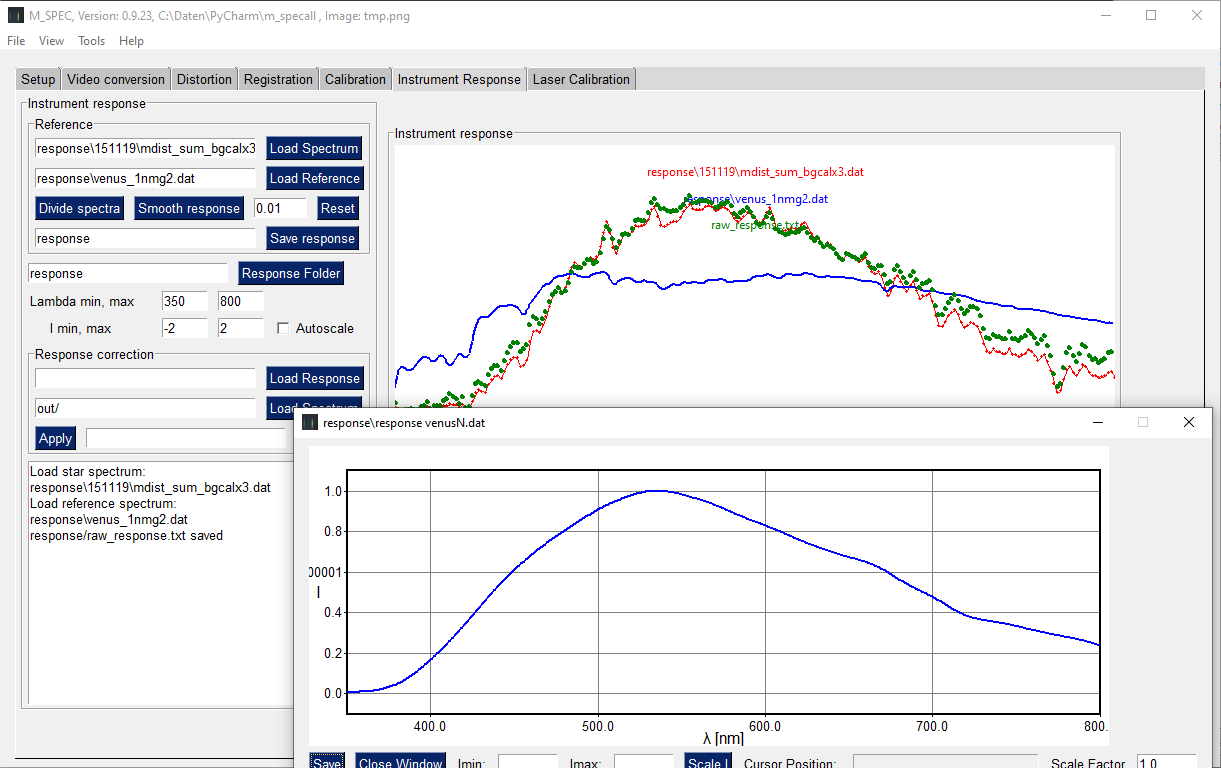 M_SPEC, Version: 0.9.23, C:\Daten\PyCharm\m_specall , Image: tmp.png
File View Tools Help
Setup Video conversion Distortion Registration Calibration Instrument Response Laser Calibration
Instrument response
Reference
response\151119\mdist_sum_bgcalx3 Load Spectrum
response\venus_1nmg2.dat Load Reference
Divide spectra Smooth response 0.01 Reset
response Save response
response Response Folder
Lambda min, max 350 800
I min, max -2 2 Autoscale
Response correction
Load Response
out/ Load Spectrum
Apply
Load star spectrum:
response\151119\mdist_sum_bgcalx3.dat
Load reference spectrum:
response\venus_1nmg2.dat
response/raw_response.txt saved
Instrument response
response\151119\mdist_sum_bgcalx3.dat
response\venus_1nmg2.dat
raw_response.txt
response\response venusN.dat
1.0
0.8
00001
I
0.4
0.2
0.0
400.0 500.0 600.0 700.0 800.
λ [nm]
Save Close Window Imin: Imax: Scale I Cursor Position: Scale Factor 1.0